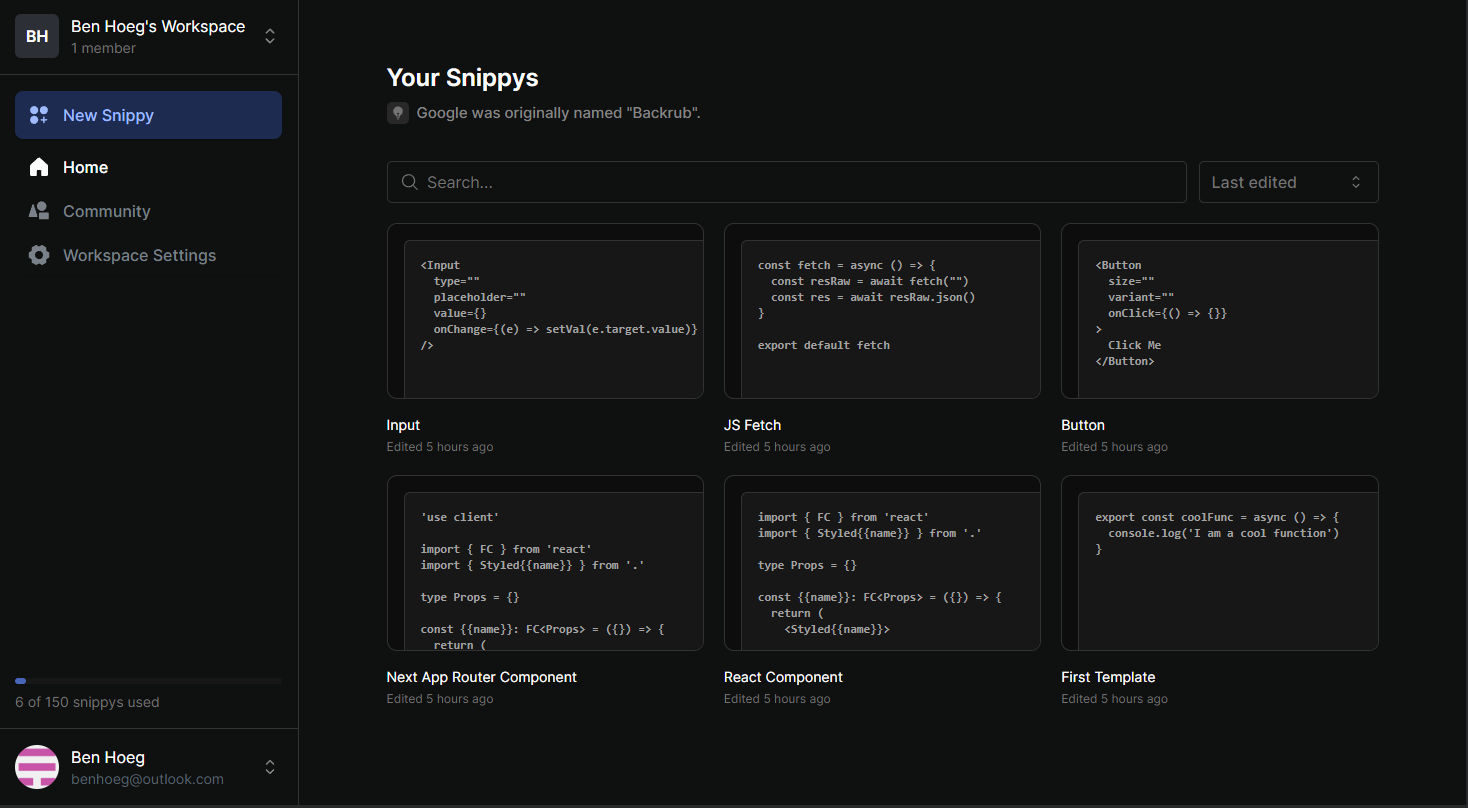 BH
Ben Hoeg's Workspace
1 member
New Snippy
Home
Community
Workspace Settings
6 of 150 snippys used
Ben Hoeg
benhoeg@outlook.com
Your Snippys
Google was originally named "Backrub".
Search...
Last edited
<Input
  type=""
  placeholder=""
  value={}
  onChange={(e) => setVal(e.target.value)}
/>
Input
Edited 5 hours ago
const fetch = async () => {
  const resRaw = await fetch("")
  const res = await resRaw.json()
}
export default fetch
JS Fetch
Edited 5 hours ago
<Button
  size=""
  variant=""
  onClick={() => {}}
>
  Click Me
</Button>
Button
Edited 5 hours ago
'use client'
import { FC } from 'react'
import { Styled{{name}} } from '.'
type Props = {}
const {{name}}: FC<Props> = ({}) => {
  return (
Next App Router Component
Edited 5 hours ago
import { FC } from 'react'
import { Styled{{name}} } from '.'
type Props = {}
const {{name}}: FC<Props> = ({}) => {
  return (
    <Styled{{name}}>
React Component
Edited 5 hours ago
export const coolFunc = async () => {
  console.log('I am a cool function')
}
First Template
Edited 5 hours ago